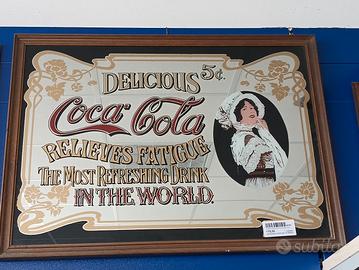 DELICIOUS 5¢
Coca-Cola
RELIEVES FATIGUE
THE MOST REFRESHING DRINK
IN THE WORLD.
subito